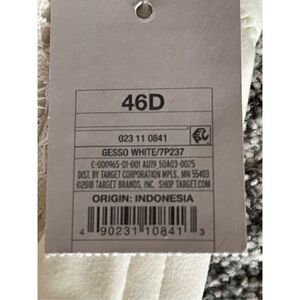 46D
023 11 0841
GESSO WHITE/7P237
C-000965-01-001 AU19 50A03-0025
DIST. BY TARGET CORPORATION MPLS, MN 55403
©2018 TARGET BRANDS, INC. SHOP TARGET.COM
ORIGIN: INDONESIA
4 90231 10841 3